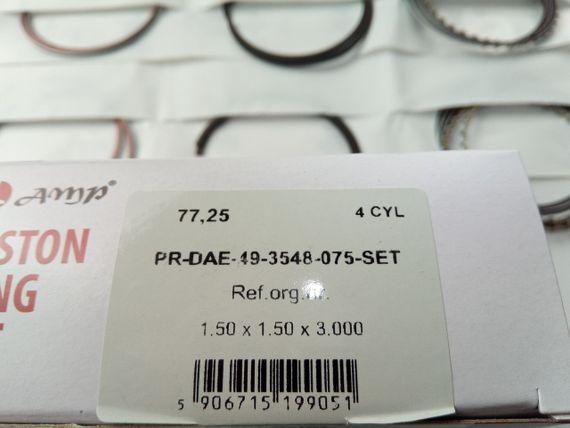 AMP®
STON
NG
77,25 4 CYL
PR-DAE-49-3548-075-SET
Ref.org.nr.
1.50 x 1.50 x 3.000
5 906715 199051